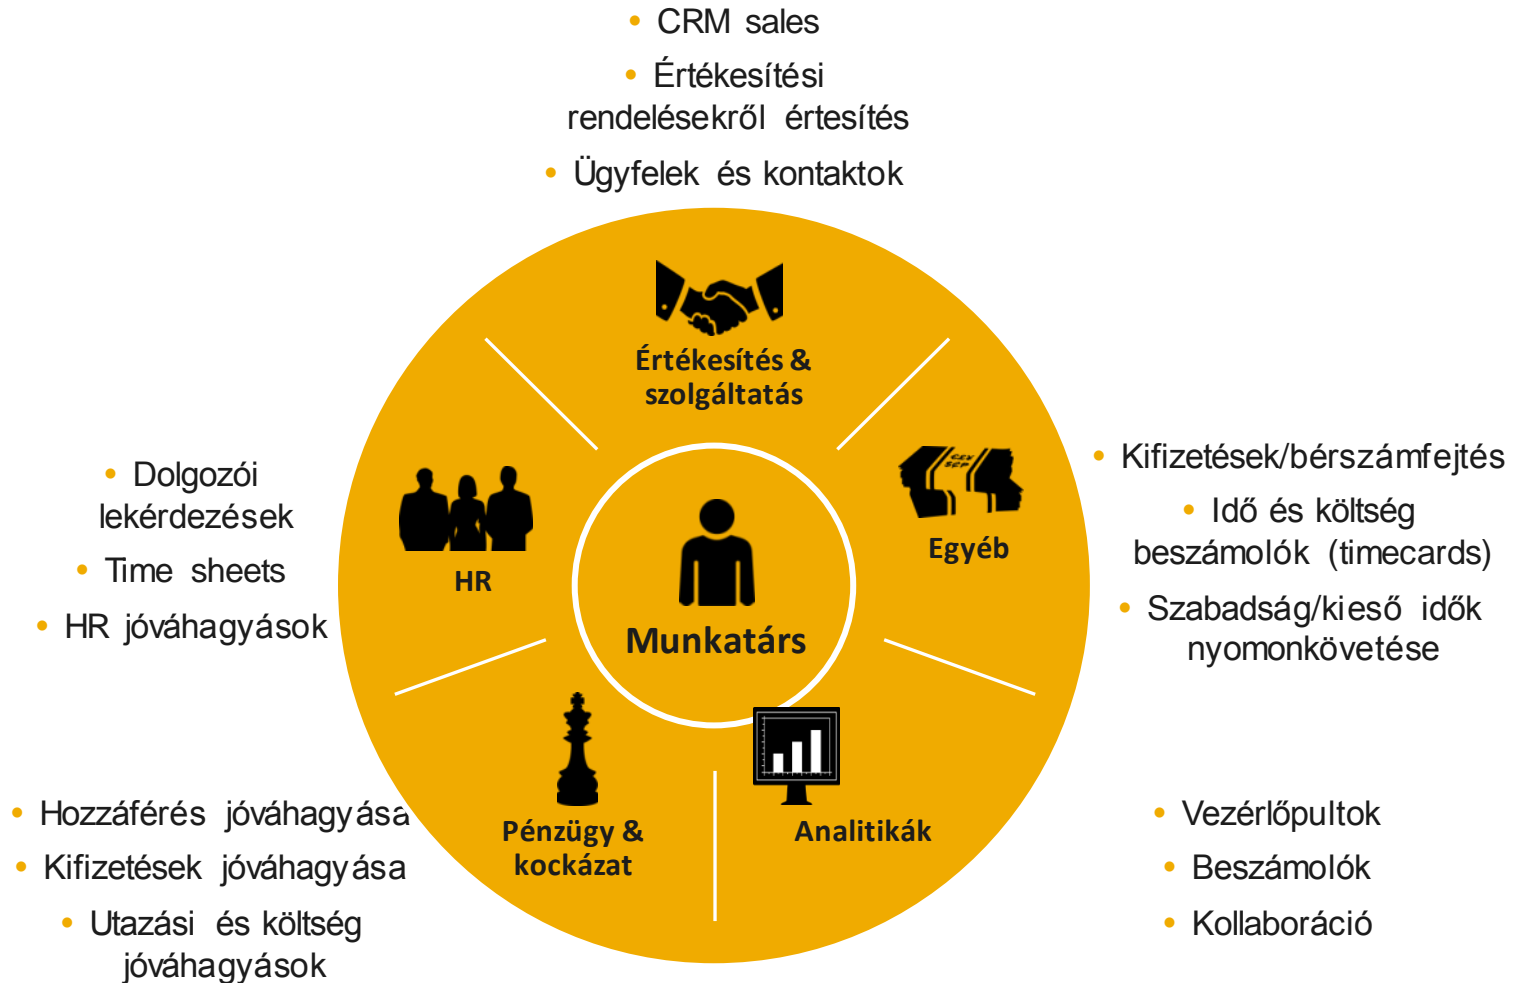 • CRM sales
• Értékesítési
rendelésekről értesítés
• Ügyfelek és kontaktok
Értékesítés &
szolgáltatás
• Dolgozói
lekérdezések
• Time sheets
• HR jóváhagyások
HR
Egyéb
• Kifizetések/bérszámfejtés
• Idő és költség
beszámolók (timecards)
• Szabadság/kieső idők
nyomonkövetése
Munkatárs
• Hozzáférés jóváhagyása
• Kifizetések jóváhagyása
• Utazási és költség
jóváhagyások
Pénzügy &
kockázat
Analitikák
• Vezérlőpultok
• Beszámolók
• Kollaboráció